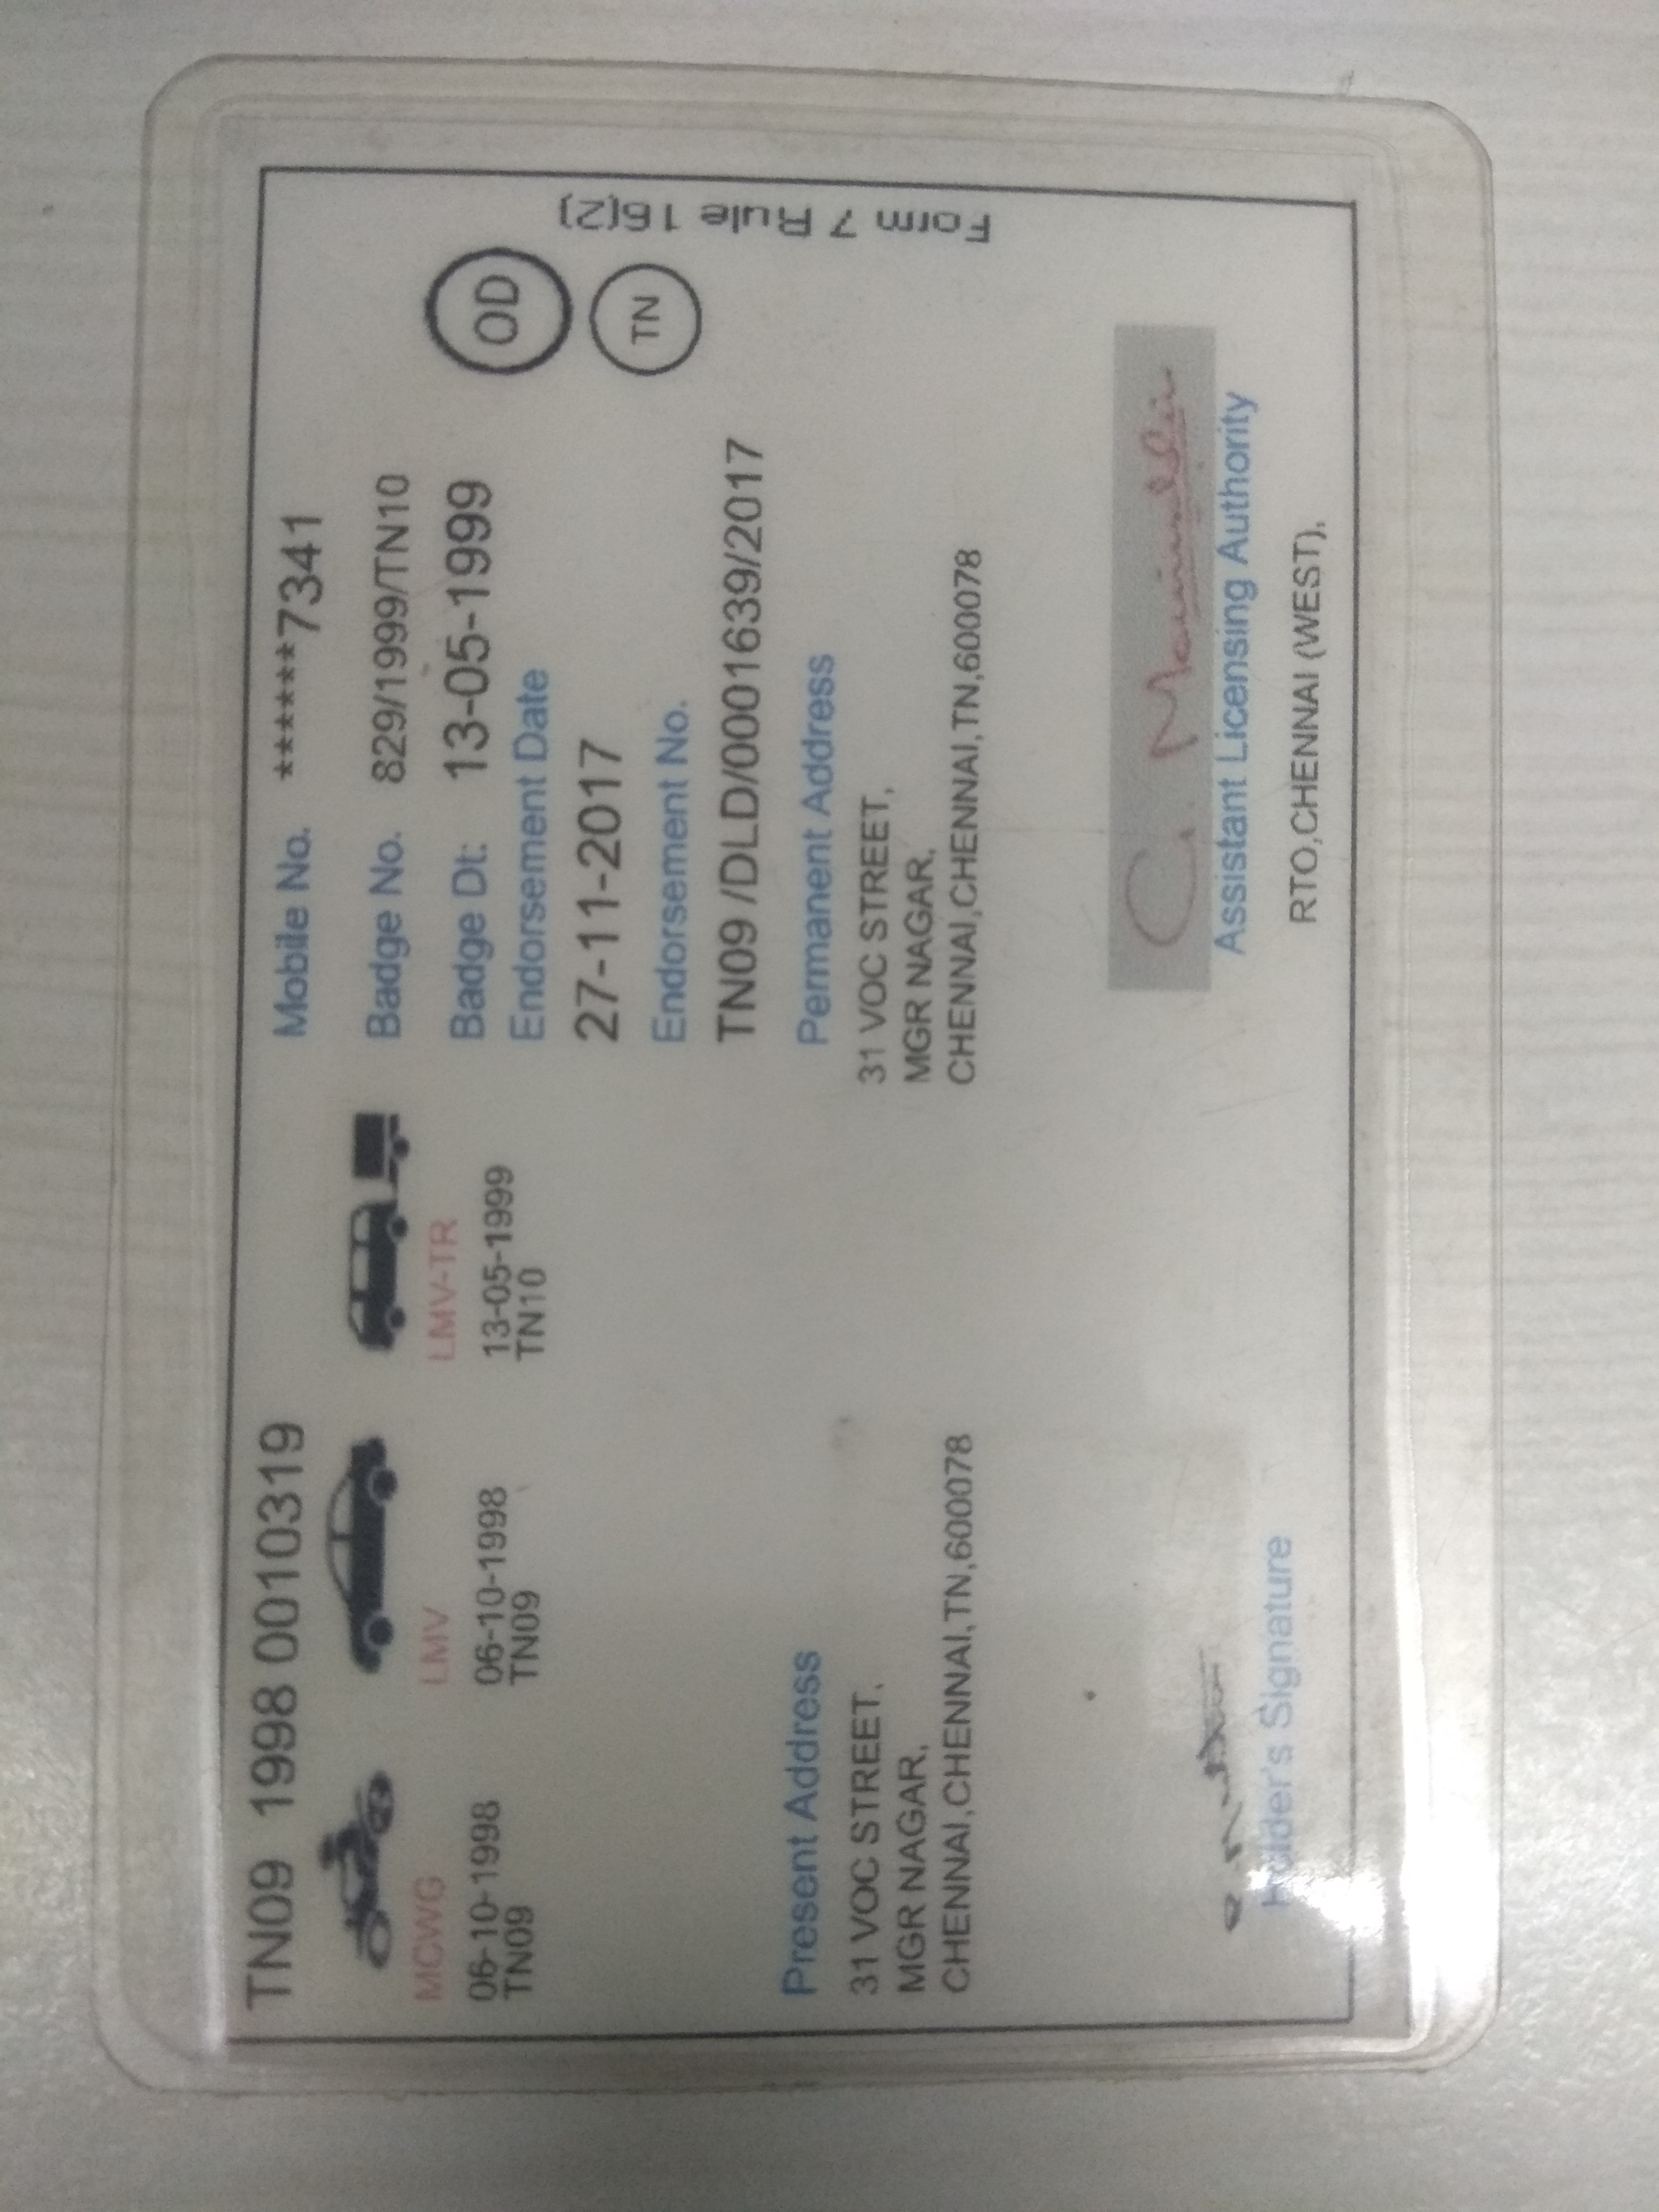 TN09 1998 0010319
MCWG
06-10-1998
TN09
LMV
06-10-1998
TN09
LMV-TR
13-05-1999
TN10
Mobile No. ******7341
Badge No. 829/1999/TN10
Badge Dt: 13-05-1999
Endorsement Date
27-11-2017
Endorsement No.
TN09 /DLD/0001639/2017
OD
TN
Form 7 Rule 16(2)
Present Address
31 VOC STREET,
MGR NAGAR,
CHENNAI,CHENNAI,TN,600078
Permanent Address
31 VOC STREET,
MGR NAGAR,
CHENNAI,CHENNAI,TN,600078
Holder's Signature
Assistant Licensing Authority
RTO,CHENNAI (WEST),